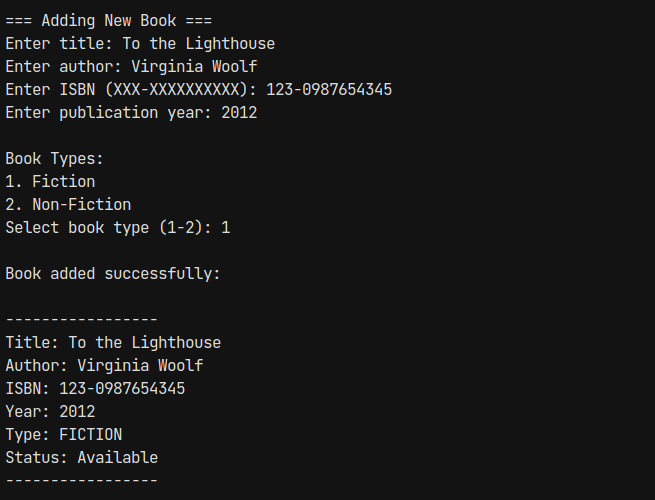 === Adding New Book ===
Enter title: To the Lighthouse
Enter author: Virginia Woolf
Enter ISBN (XXX-XXXXXXXXXX): 123-0987654345
Enter publication year: 2012

Book Types:
1. Fiction
2. Non-Fiction
Select book type (1-2): 1

Book added successfully:

-----------------
Title: To the Lighthouse
Author: Virginia Woolf
ISBN: 123-0987654345
Year: 2012
Type: FICTION
Status: Available
-----------------